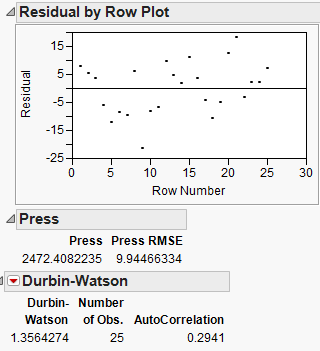 Residual by Row Plot
15
5
-5
-15
-25
Residual
0 5 10 15 20 25 30
Row Number
Press
Press Press RMSE
2472.4082235 9.94466334
Durbin-Watson
Durbin- Number
Watson of Obs. AutoCorrelation
1.3564274 25 0.2941